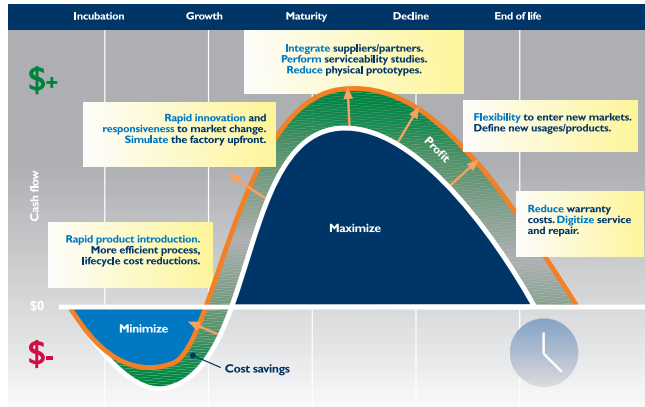 Incubation
Growth
Maturity
Decline
End of life
Integrate suppliers/partners.
Perform serviceability studies.
Reduce physical prototypes.
$+
Rapid innovation and
responsiveness to market change.
Simulate the factory upfront.
Flexibility to enter new markets.
Define new usages/products.
Profit
Cash flow
Reduce warranty
costs. Digitize service
and repair.
Rapid product introduction.
More efficient process,
lifecycle cost reductions.
Maximize
$0
Minimize
$-
Cost savings